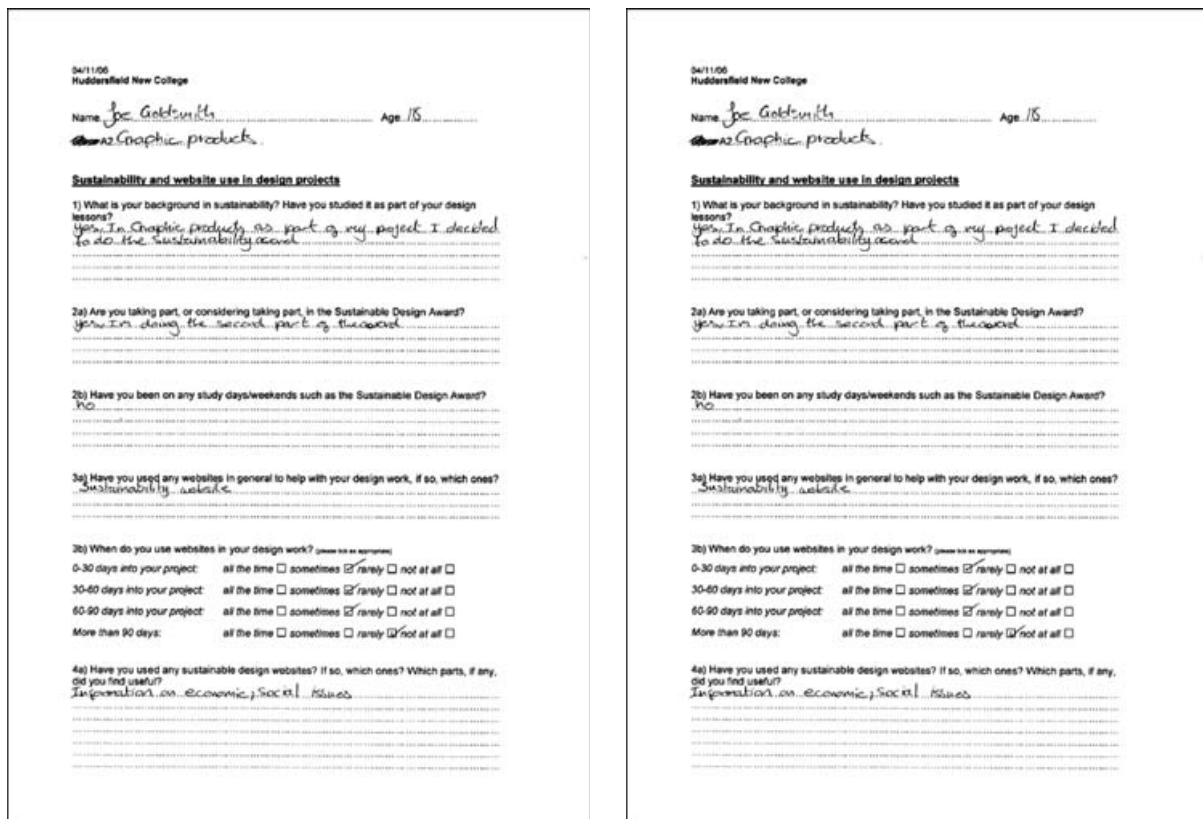 04/11/06
Huddersfield New College
Name Joe Goldsmith Age 18
A2 Graphic products.
Sustainability and website use in design projects
1) What is your background in sustainability? Have you studied it as part of your design
lessons?
Yes, In Graphic products as part of my project I decided
to do the Sustainability award
2a) Are you taking part, or considering taking part, in the Sustainable Design Award?
yes, I'm doing the second part of the award
2b) Have you been on any study days/weekends such as the Sustainable Design Award?
no
3a) Have you used any websites in general to help with your design work, if so, which ones?
Sustainability website
3b) When do you use websites in your design work? (please tick as appropriate)
0-30 days into your project: all the time ☐ sometimes ☑ rarely ☐ not at all ☐
30-60 days into your project: all the time ☐ sometimes ☑ rarely ☐ not at all ☐
60-90 days into your project: all the time ☐ sometimes ☑ rarely ☐ not at all ☐
More than 90 days: all the time ☐ sometimes ☐ rarely ☑ not at all ☐
4a) Have you used any sustainable design websites? If so, which ones? Which parts, if any,
did you find useful?
Information on economic, Social issues
04/11/06
Huddersfield New College
Name Joe Goldsmith Age 18
A2 Graphic products.
Sustainability and website use in design projects
1) What is your background in sustainability? Have you studied it as part of your design
lessons?
Yes, In Graphic products as part of my project I decided
to do the Sustainability award
2a) Are you taking part, or considering taking part, in the Sustainable Design Award?
yes, I'm doing the second part of the award
2b) Have you been on any study days/weekends such as the Sustainable Design Award?
no
3a) Have you used any websites in general to help with your design work, if so, which ones?
Sustainability website
3b) When do you use websites in your design work? (please tick as appropriate)
0-30 days into your project: all the time ☐ sometimes ☑ rarely ☐ not at all ☐
30-60 days into your project: all the time ☐ sometimes ☑ rarely ☐ not at all ☐
60-90 days into your project: all the time ☐ sometimes ☑ rarely ☐ not at all ☐
More than 90 days: all the time ☐ sometimes ☐ rarely ☑ not at all ☐
4a) Have you used any sustainable design websites? If so, which ones? Which parts, if any,
did you find useful?
Information on economic, Social issues